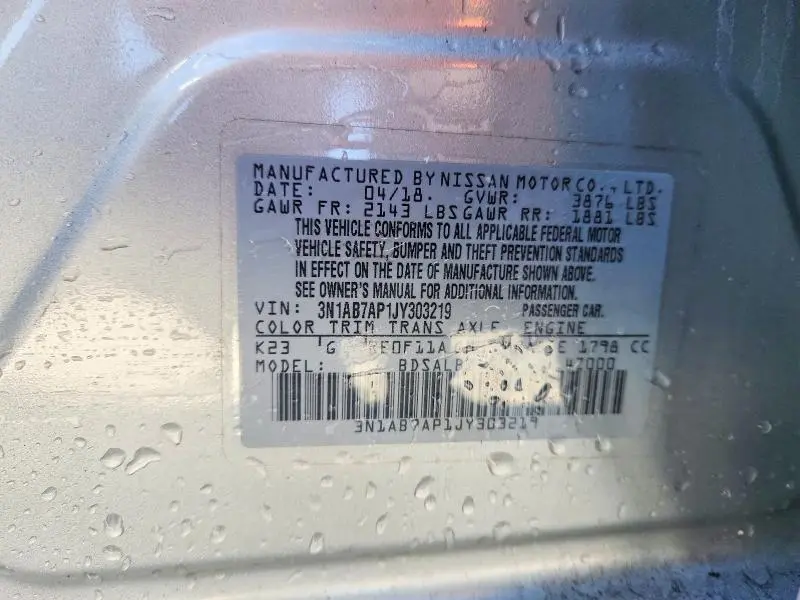 MANUFACTURED BY NISSAN MOTOR CO., LTD.
DATE: 04/18. GVWR: 3876 LBS
GAWR FR: 2143 LBS GAWR RR: 1881 LBS
THIS VEHICLE CONFORMS TO ALL APPLICABLE FEDERAL MOTOR
VEHICLE SAFETY, BUMPER AND THEFT PREVENTION STANDARDS
IN EFFECT ON THE DATE OF MANUFACTURE SHOWN ABOVE.
SEE OWNER'S MANUAL FOR ADDITIONAL INFORMATION.
VIN: 3N1AB7AP1JY303219 PASSENGER CAR.
COLOR TRIM TRANS AXLE ENGINE
K23 G 1798 CC
MODEL:
3N1AB7AP1JY303219